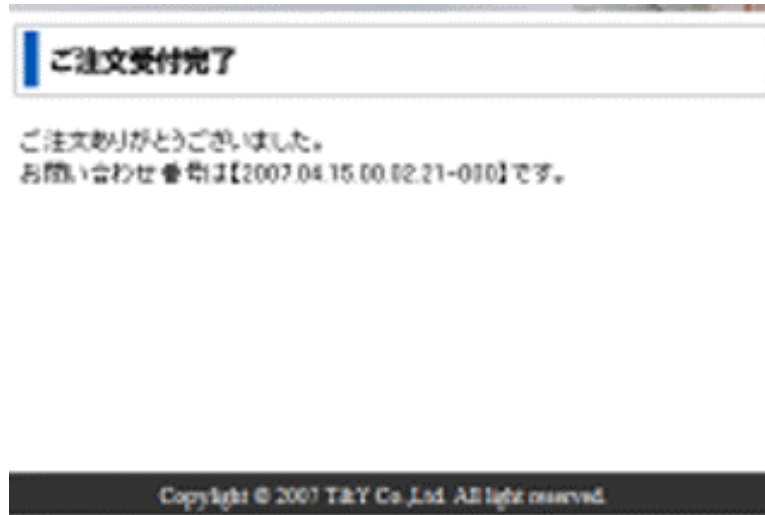 ご注文受付完了
ご注文ありがとうございました。
お問い合わせ番号は【2007.04.15.00.02.21-000】です。
Copyright © 2007 T&Y Co.,Ltd. All light reserved.